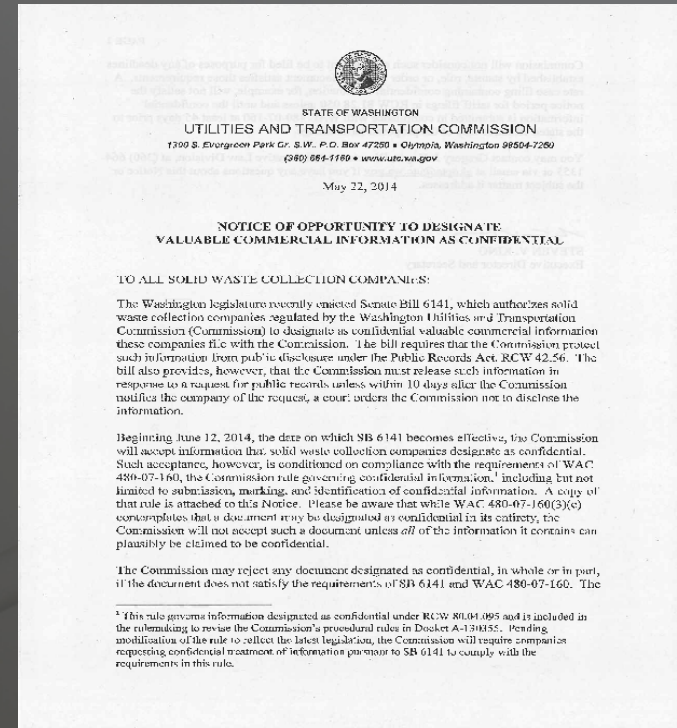 STATE OF WASHINGTON
UTILITIES AND TRANSPORTATION COMMISSION
1300 S. Evergreen Park Dr. S.W., P.O. Box 47250 • Olympia, Washington 98504-7250
(360) 664-1160 • www.utc.wa.gov
May 22, 2014
NOTICE OF OPPORTUNITY TO DESIGNATE
VALUABLE COMMERCIAL INFORMATION AS CONFIDENTIAL
TO ALL SOLID WASTE COLLECTION COMPANIES:
The Washington legislature recently enacted Senate Bill 6141, which authorizes solid
waste collection companies regulated by the Washington Utilities and Transportation
Commission (Commission) to designate as confidential valuable commercial information
these companies file with the Commission. The bill requires that the Commission protect
such information from public disclosure under the Public Records Act, RCW 42.56. The
bill also provides, however, that the Commission must release such information in
response to a request for public records unless within 10 days after the Commission
notifies the company of the request, a court orders the Commission not to disclose the
information.
Beginning June 12, 2014, the date on which SB 6141 becomes effective, the Commission
will accept information that solid waste collection companies designate as confidential.
Such acceptance, however, is conditioned on compliance with the requirements of WAC
480-07-160, the Commission rule governing confidential information,¹ including but not
limited to submission, marking, and identification of confidential information. A copy of
that rule is attached to this Notice. Please be aware that while WAC 480-07-160(3)(c)
contemplates that a document may be designated as confidential in its entirety, the
Commission will not accept such a document unless all of the information it contains can
plausibly be claimed to be confidential.
The Commission may reject any document designated as confidential, in whole or in part,
if the document does not satisfy the requirements of SB 6141 and WAC 480-07-160. The
¹ This rule governs information designated as confidential under RCW 80.04.095 and is included in
the rulemaking to revise the Commission's procedural rules in Docket A-130355. Pending
modification of the rule to reflect the latest legislation, the Commission will require companies
requesting confidential treatment of information pursuant to SB 6141 to comply with the
requirements in this rule.